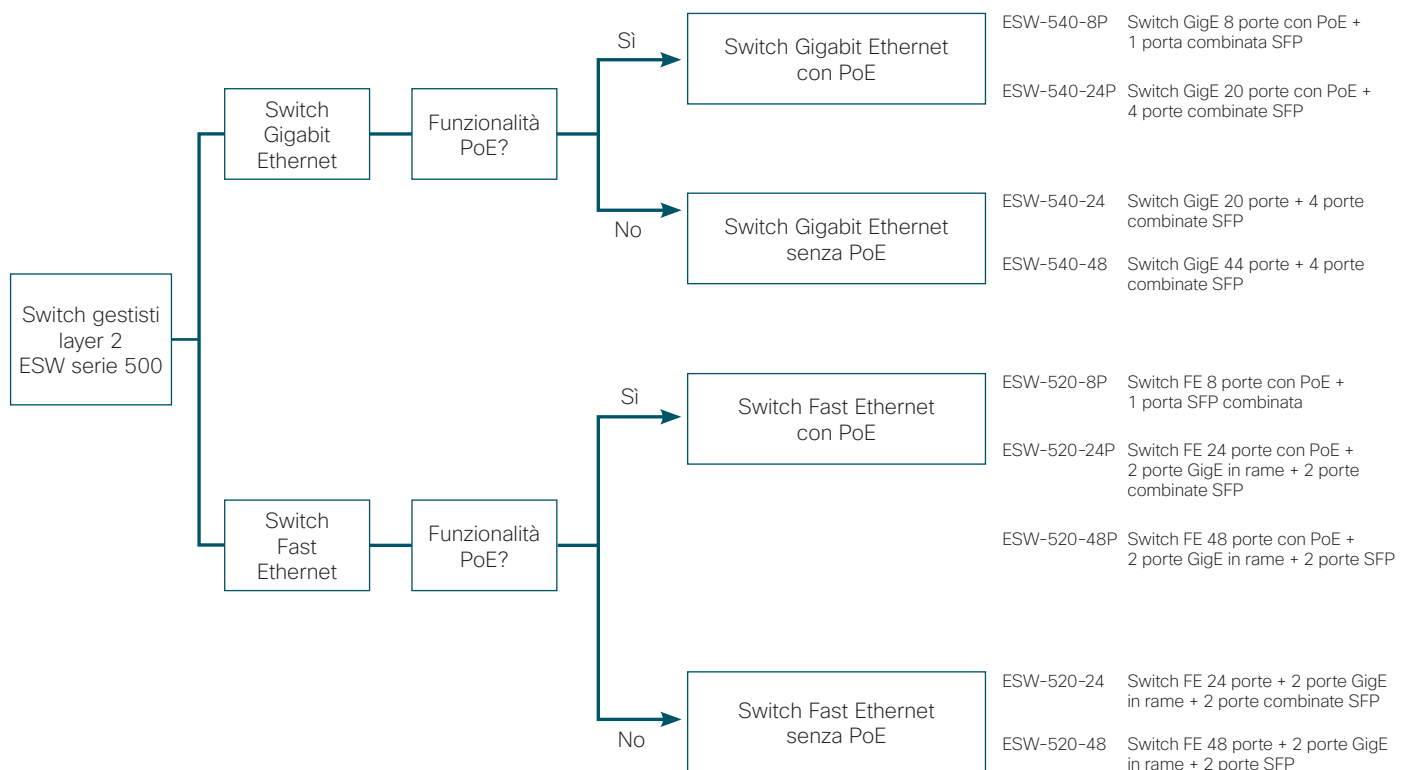 Switch gestisti
layer 2
ESW serie 500
Switch
Gigabit
Ethernet
Funzionalità
PoE?
Sì
No
Switch Gigabit Ethernet
con PoE
ESW-540-8P Switch GigE 8 porte con PoE +
1 porta combinata SFP
ESW-540-24P Switch GigE 20 porte con PoE +
4 porte combinate SFP
Switch Gigabit Ethernet
senza PoE
ESW-540-24 Switch GigE 20 porte + 4 porte
combinate SFP
ESW-540-48 Switch GigE 44 porte + 4 porte
combinate SFP
Switch
Fast
Ethernet
Funzionalità
PoE?
Sì
No
Switch Fast Ethernet
con PoE
ESW-520-8P Switch FE 8 porte con PoE +
1 porta SFP combinata
ESW-520-24P Switch FE 24 porte con PoE +
2 porte GigE in rame + 2 porte
combinate SFP
ESW-520-48P Switch FE 48 porte con PoE +
2 porte GigE in rame + 2 porte SFP
Switch Fast Ethernet
senza PoE
ESW-520-24 Switch FE 24 porte + 2 porte GigE
in rame + 2 porte combinate SFP
ESW-520-48 Switch FE 48 porte + 2 porte GigE
in rame + 2 porte SFP